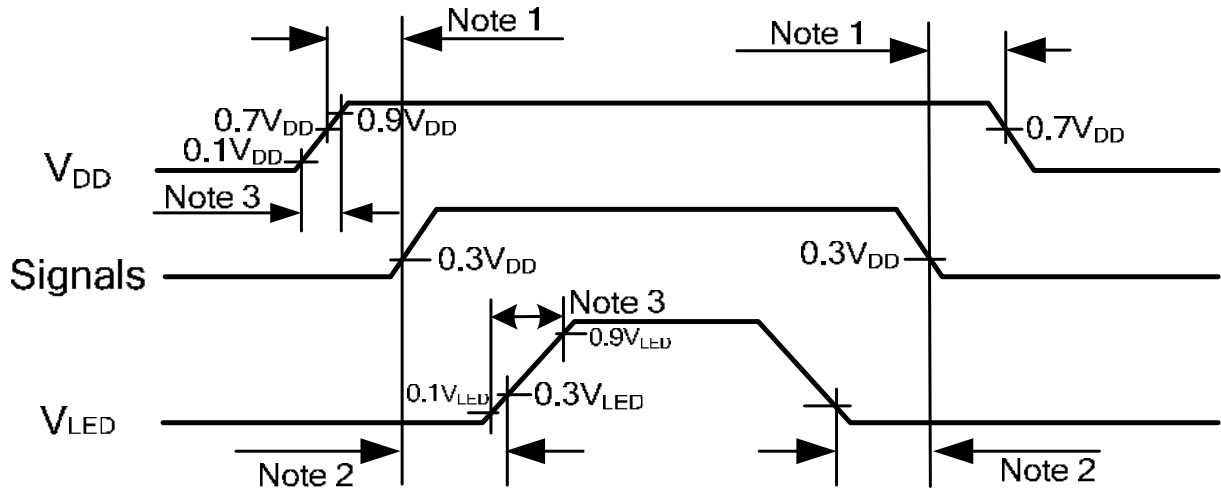 Note 1
Note 1
0.7VDD
0.9VDD
0.7VDD
0.1VDD
VDD
Note 3
0.3VDD
0.3VDD
Signals
Note 3
0.9VLED
0.1VLED
0.3VLED
VLED
Note 2
Note 2